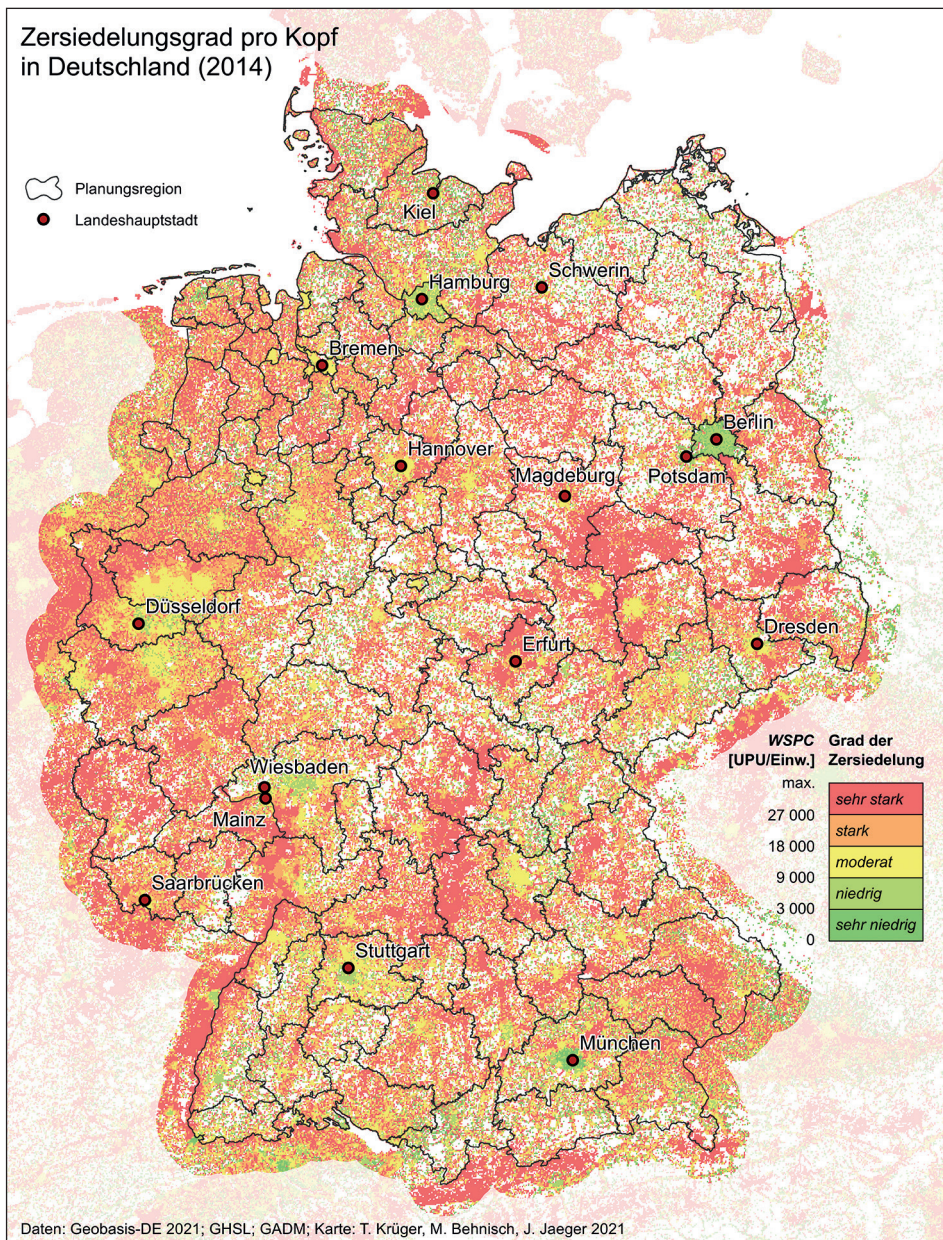 Zersiedelungsgrad pro Kopf
in Deutschland (2014)
Planungsregion
Landeshauptstadt
Kiel
Schwerin
Hamburg
Bremen
Berlin
Hannover
Potsdam
Magdeburg
Düsseldorf
Dresden
Erfurt
Wiesbaden
Mainz
Saarbrücken
Stuttgart
München
WSPC Grad der
[UPU/Einw.] Zersiedelung
max.
sehr stark
27 000
stark
18 000
moderat
9 000
niedrig
3 000
sehr niedrig
0
Daten: Geobasis-DE 2021; GHSL; GADM; Karte: T. Krüger, M. Behnisch, J. Jaeger 2021